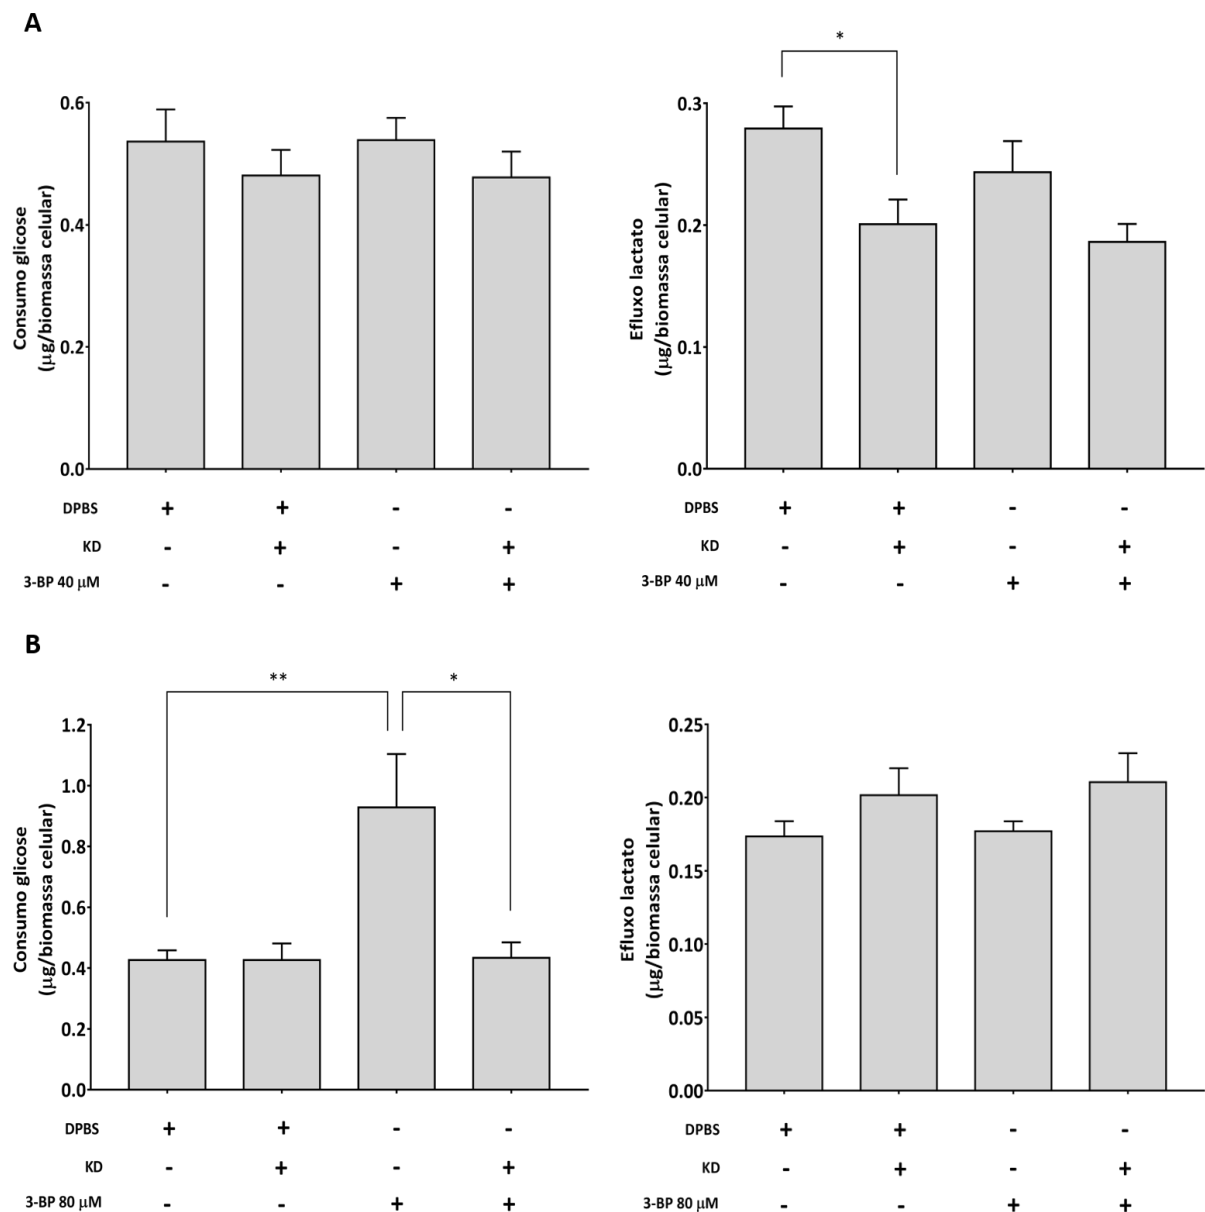 A
*
0.6
0.4
0.2
0.0
Consumo glicose
(µg/biomassa celular)
DPBS + + - -
KD - + - +
3-BP 40 µM - - + +
0.3
0.2
0.1
0.0
Efluxo lactato
(µg/biomassa celular)
DPBS + + - -
KD - + - +
3-BP 40 µM - - + +
B
** *
1.2
1.0
0.8
0.6
0.4
0.2
0.0
Consumo glicose
(µg/biomassa celular)
DPBS + + - -
KD - + - +
3-BP 80 µM - - + +
0.25
0.20
0.15
0.10
0.05
0.00
Efluxo lactato
(µg/biomassa celular)
DPBS + + - -
KD - + - +
3-BP 80 µM - - + +